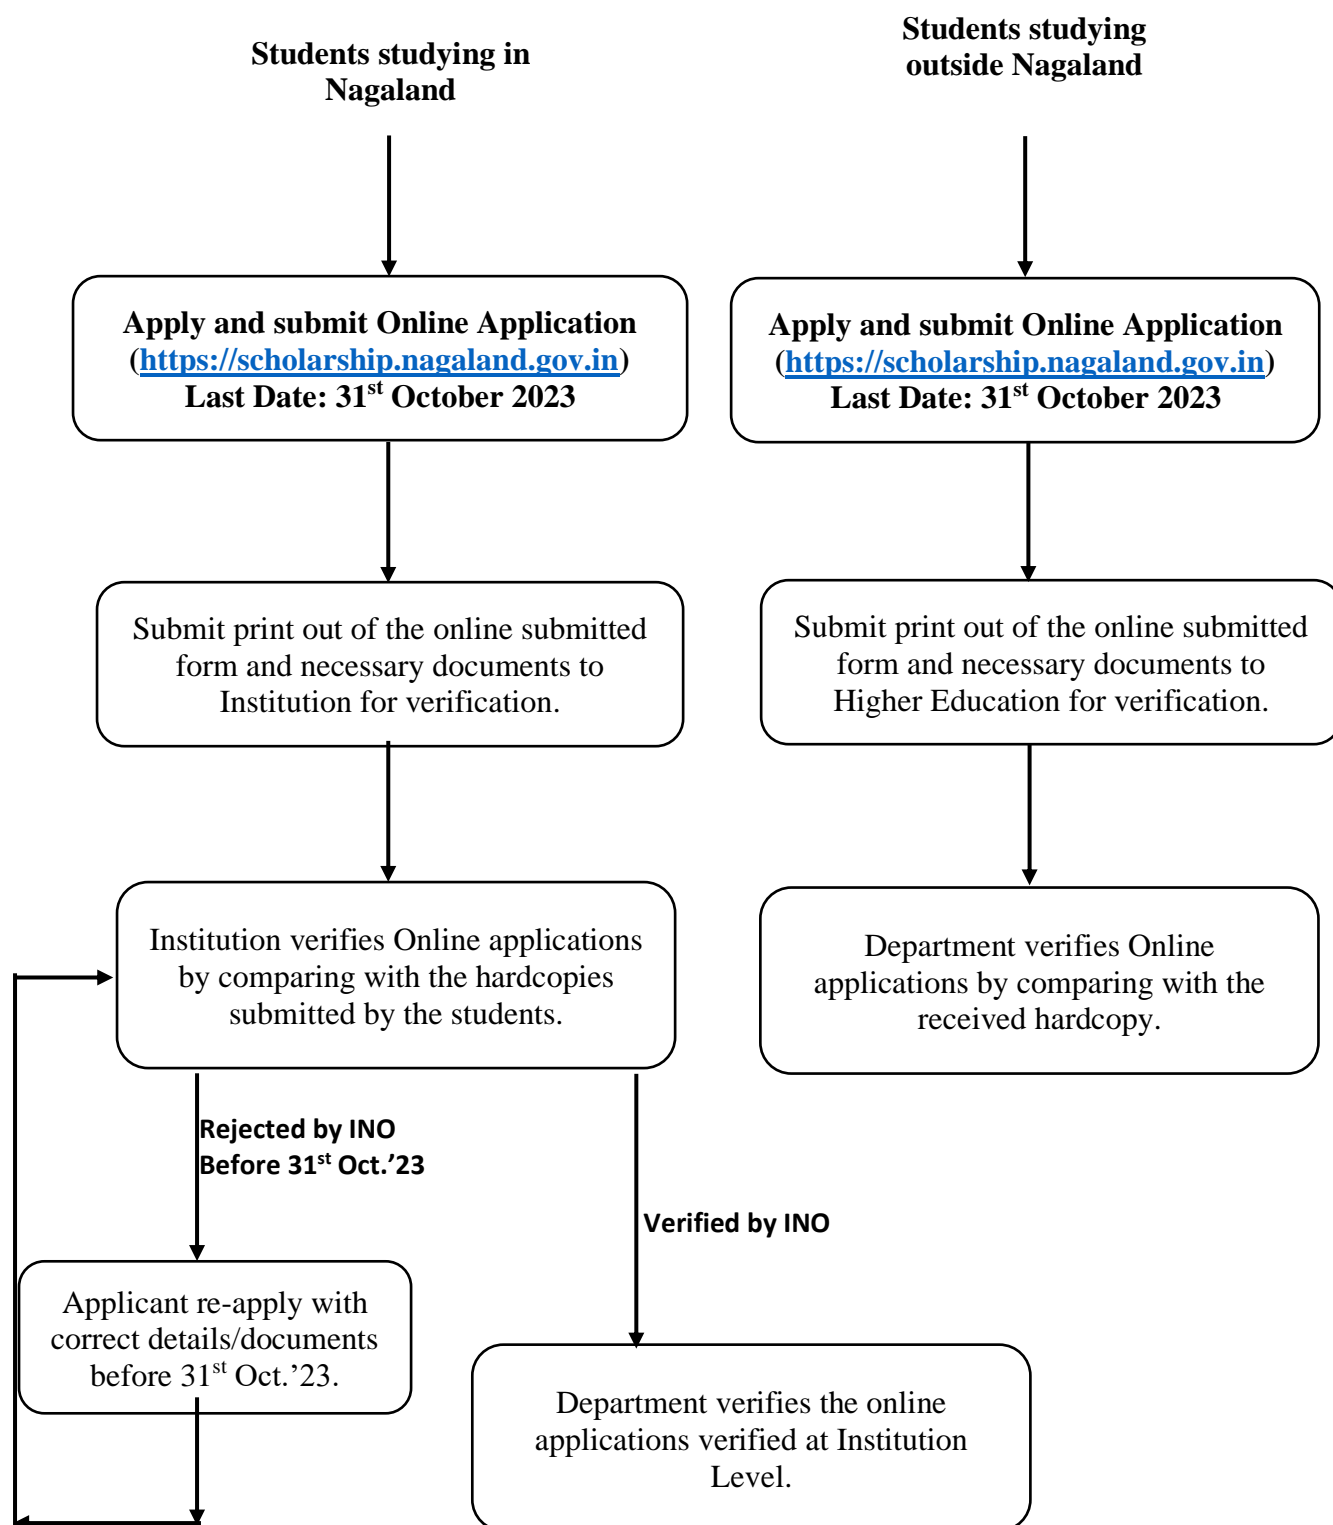 Students studying in
Nagaland
Students studying
outside Nagaland
Apply and submit Online Application
(https://scholarship.nagaland.gov.in)
Last Date: 31st October 2023
Apply and submit Online Application
(https://scholarship.nagaland.gov.in)
Last Date: 31st October 2023
Submit print out of the online submitted
form and necessary documents to
Institution for verification.
Submit print out of the online submitted
form and necessary documents to
Higher Education for verification.
Institution verifies Online applications
by comparing with the hardcopies
submitted by the students.
Department verifies Online
applications by comparing with the
received hardcopy.
Rejected by INO
Before 31st Oct.’23
Verified by INO
Applicant re-apply with
correct details/documents
before 31st Oct.’23.
Department verifies the online
applications verified at Institution
Level.